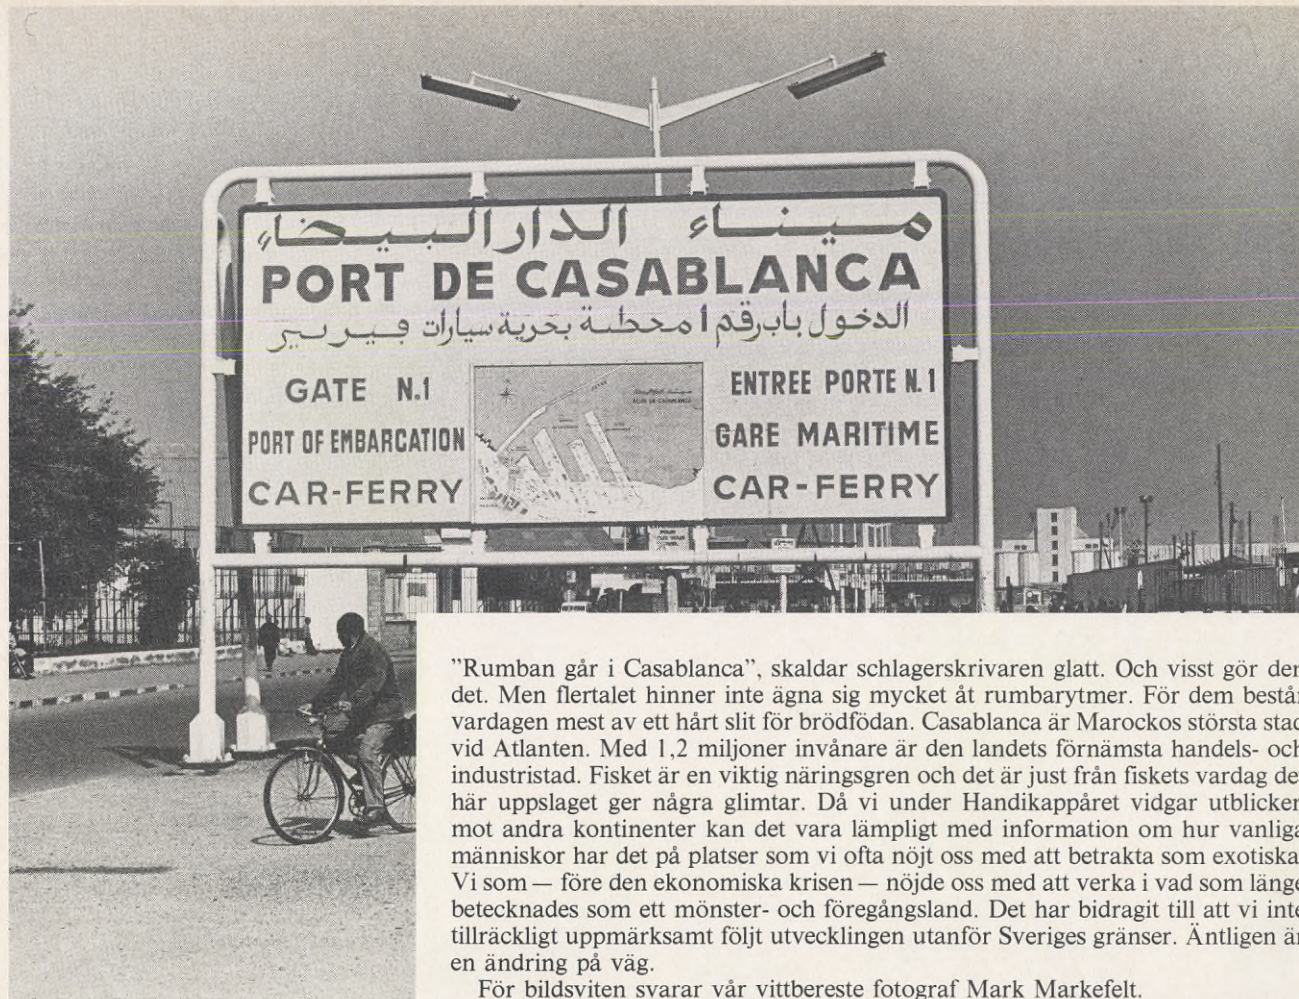 ميناء الدار البيضاء
PORT DE CASABLANCA
الدخول باب رقم 1 محطة بحرية سيارات فيريير
GATE N.1
PORT OF EMBARCATION
CAR-FERRY
ENTREE PORTE N.1
GARE MARITIME
CAR-FERRY
”Rumban går i Casablanca”, skaldar schlagerskrivaren glatt. Och visst gör den
det. Men flertalet hinner inte ägna sig mycket åt rumbarytmer. För dem består
vardagen mest av ett hårt slit för brödfödan. Casablanca är Marockos största stad
vid Atlanten. Med 1,2 miljoner invånare är den landets förnämsta handels- och
industristad. Fisket är en viktig näringsgren och det är just från fiskets vardag det
här uppslaget ger några glimtar. Då vi under Handikappåret vidgar utblicken
mot andra kontinenter kan det vara lämpligt med information om hur vanliga
människor har det på platser som vi ofta nöjt oss med att betrakta som exotiska.
Vi som — före den ekonomiska krisen — nöjde oss med att verka i vad som länge
betecknades som ett mönster- och föregångsland. Det har bidragit till att vi inte
tillräckligt uppmärksamt följt utvecklingen utanför Sveriges gränser. Äntligen är
en ändring på väg.
För bildsviten svarar vår vittbereste fotograf Mark Markefelt.